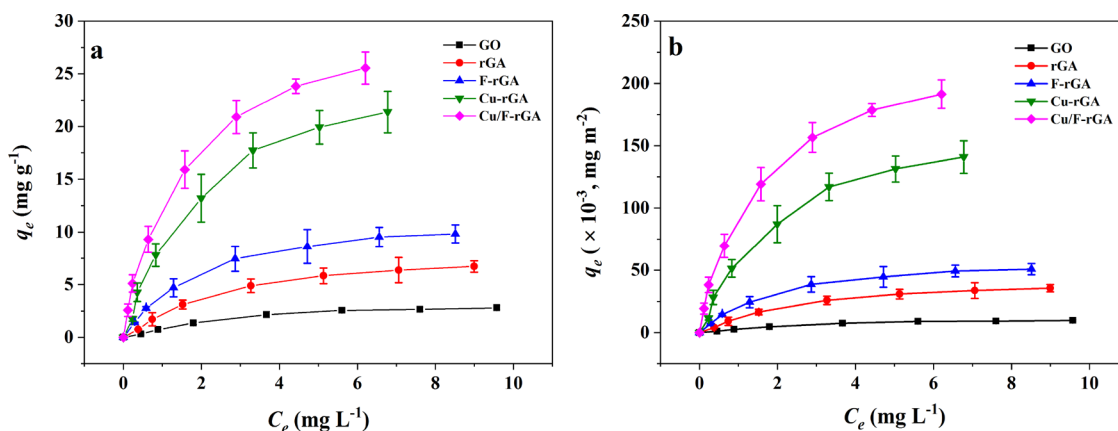 a
30
25
20
15
10
5
0
qe (mg g-1)
GO
rGA
F-rGA
Cu-rGA
Cu/F-rGA
0 2 4 6 8 10
Ce (mg L-1)
b
250
200
150
100
50
0
qe ( × 10-3, mg m-2)
GO
rGA
F-rGA
Cu-rGA
Cu/F-rGA
0 2 4 6 8 10
Ce (mg L-1)